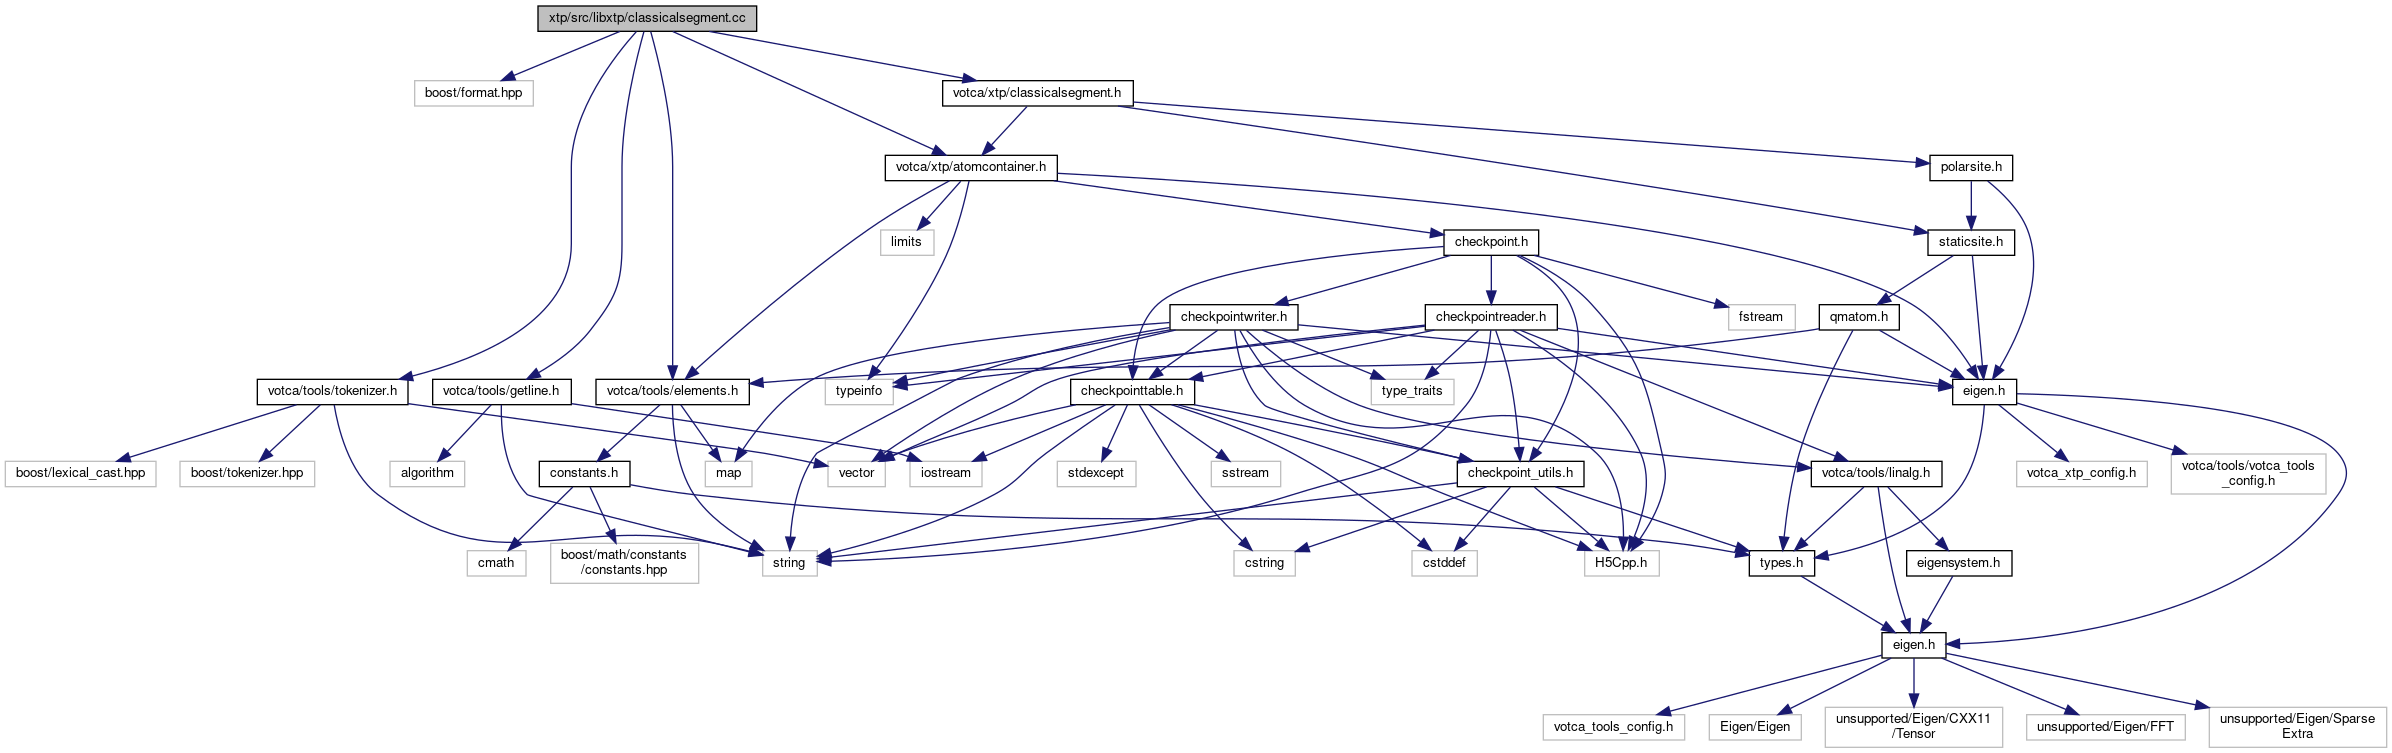 xtp/src/libxtp/classicalsegment.cc
boost/format.hpp
votca/xtp/classicalsegment.h
votca/xtp/atomcontainer.h
polarsite.h
limits
checkpoint.h
staticsite.h
checkpointwriter.h
checkpointreader.h
fstream
qmatom.h
votca/tools/tokenizer.h
votca/tools/getline.h
votca/tools/elements.h
typeinfo
checkpointtable.h
type_traits
eigen.h
boost/lexical_cast.hpp
boost/tokenizer.hpp
algorithm
constants.h
map
vector
iostream
stdexcept
sstream
checkpoint_utils.h
votca/tools/linalg.h
votca_xtp_config.h
votca/tools/votca_tools
_config.h
cmath
boost/math/constants
/constants.hpp
string
cstring
cstddef
H5Cpp.h
types.h
eigensystem.h
eigen.h
votca_tools_config.h
Eigen/Eigen
unsupported/Eigen/CXX11
/Tensor
unsupported/Eigen/FFT
unsupported/Eigen/Sparse
Extra